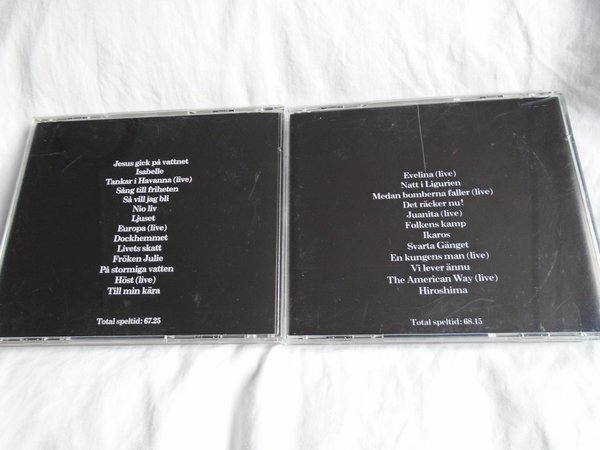 Jesus gick på vattnet
Isabelle
Tankar i Havanna (live)
Sång till friheten
Så vill jag bli
Nio liv
Ljuset
Europa (live)
Dockhemmet
Livets skatt
Fröken Julie
På stormiga vatten
Höst (live)
Till min kära
Total speltid: 67.25
Evelina (live)
Natt i Ligurien
Medan bomberna faller (live)
Det räcker nu!
Juanita (live)
Folkens kamp
Ikaros
Svarta Gänget
En kungens man (live)
Vi lever ännu
The American Way (live)
Hiroshima
Total speltid: 68.15